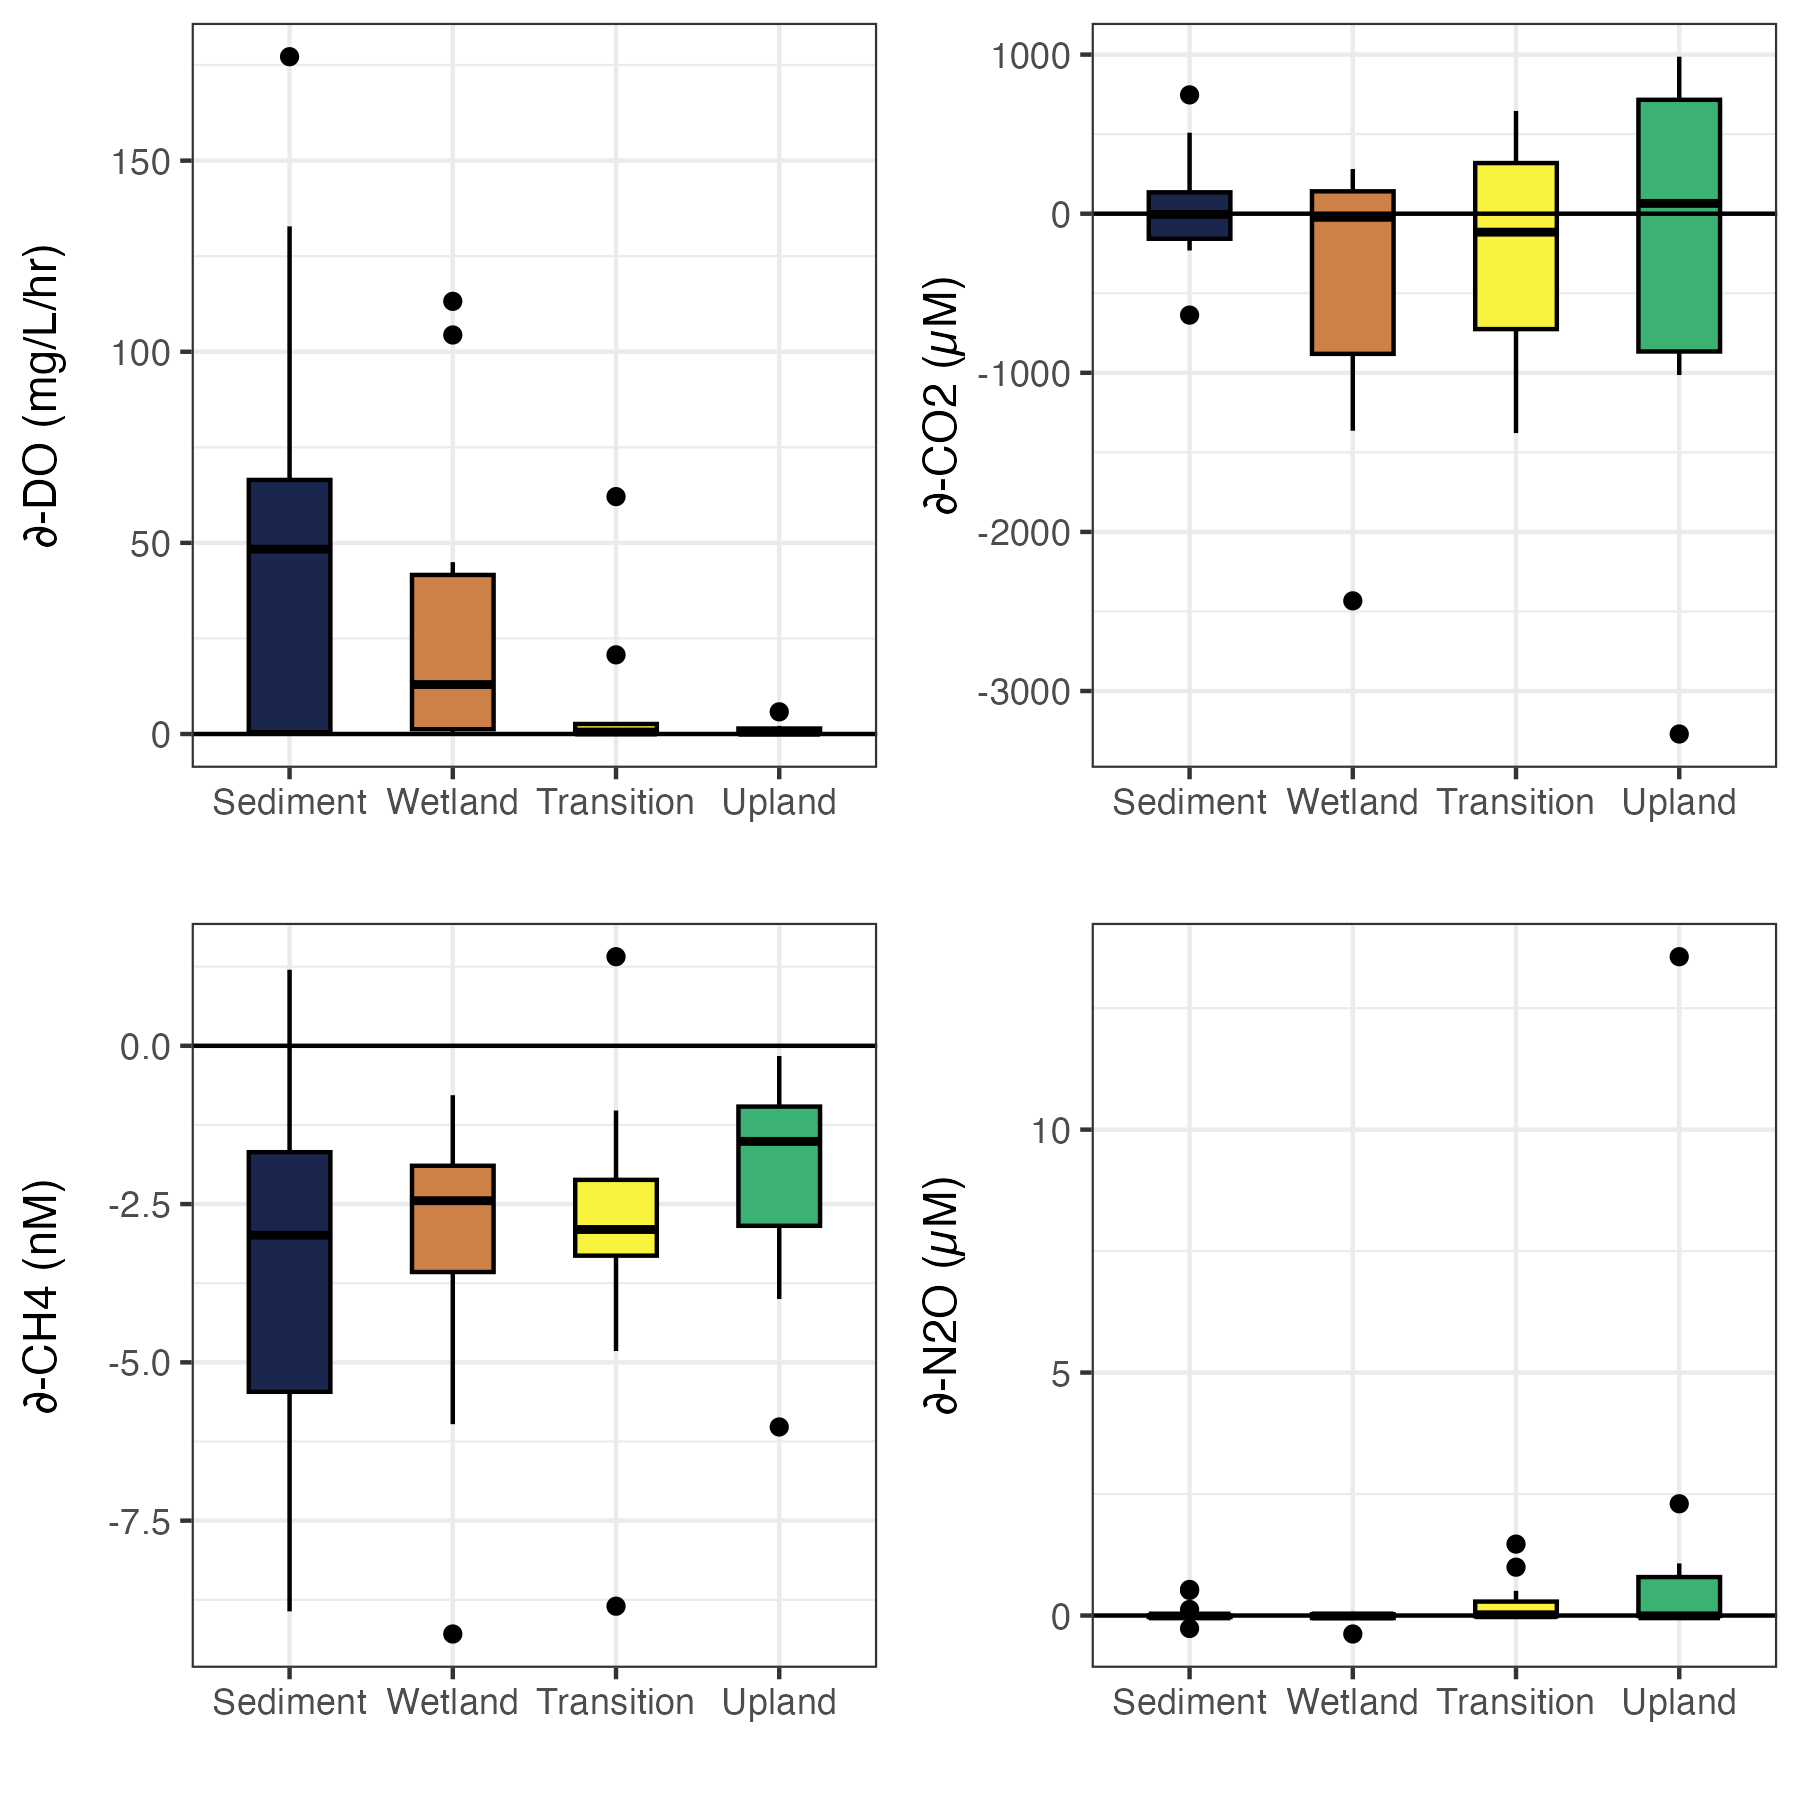 ∂-DO (mg/L/hr)
150
100
50
0
Sediment Wetland Transition Upland
∂-CO2 (µM)
1000
0
-1000
-2000
-3000
Sediment Wetland Transition Upland
∂-CH4 (nM)
0.0
-2.5
-5.0
-7.5
Sediment Wetland Transition Upland
∂-N2O (µM)
10
5
0
Sediment Wetland Transition Upland